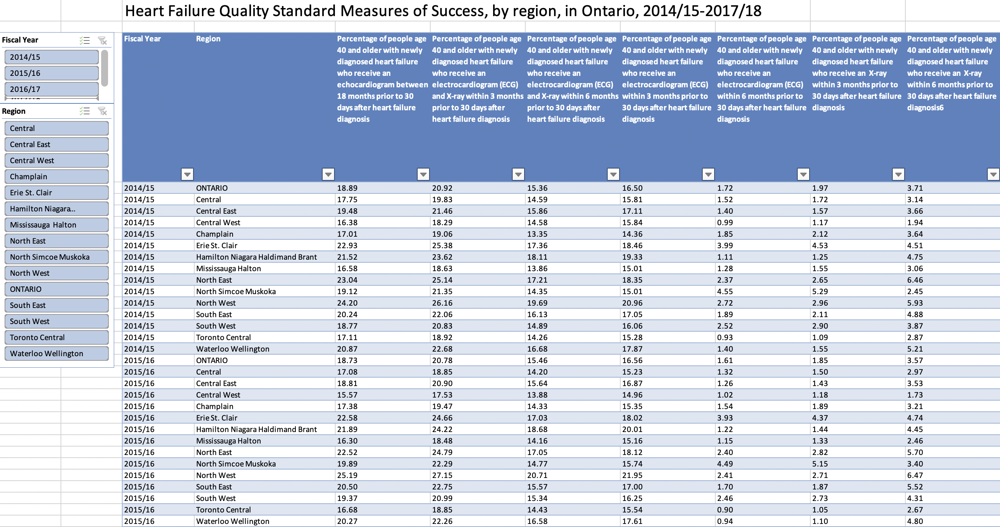 Heart Failure Quality Standard Measures of Success, by region, in Ontario, 2014/15-2017/18
Fiscal Year
2014/15
2015/16
2016/17
Region
Central
Central East
Central West
Champlain
Erie St. Clair
Hamilton Niagara...
Mississauga Halton
North East
North Simcoe Muskoka
North West
ONTARIO
South East
South West
Toronto Central
Waterloo Wellington
Fiscal Year
Region
Percentage of people age
40 and older with newly
diagnosed heart failure
who receive an
echocardiogram between
18 months prior to 30
days after heart failure
diagnosis
Percentage of people age
40 and older with newly
diagnosed heart failure
who receive an
electrocardiogram (ECG)
and X-ray within 3 months
prior to 30 days after
heart failure diagnosis
Percentage of people age
40 and older with newly
diagnosed heart failure
who receive an
electrocardiogram (ECG)
and X-ray within 6 months
prior to 30 days after
heart failure diagnosis
Percentage of people age
40 and older with newly
diagnosed heart failure
who receive an
electrocardiogram (ECG)
within 3 months prior to
30 days after heart failure
diagnosis
Percentage of people age
40 and older with newly
diagnosed heart failure
who receive an
electrocardiogram (ECG)
within 6 months prior to
30 days after heart failure
diagnosis
Percentage of people age
40 and older with newly
diagnosed heart failure
who receive an X-ray
within 3 months prior to
30 days after heart failure
diagnosis
Percentage of people age
40 and older with newly
diagnosed heart failure
who receive an X-ray
within 6 months prior to
30 days after heart failure
diagnosis6
2014/15 ONTARIO 18.89 20.92 15.36 16.50 1.72 1.97 3.71
2014/15 Central 17.75 19.83 14.59 15.81 1.52 1.72 3.14
2014/15 Central East 19.48 21.46 15.86 17.11 1.40 1.57 3.66
2014/15 Central West 16.38 18.29 14.58 15.84 0.99 1.17 1.94
2014/15 Champlain 17.01 19.06 13.35 14.36 1.85 2.12 3.64
2014/15 Erie St. Clair 22.93 25.38 17.36 18.46 3.99 4.53 4.51
2014/15 Hamilton Niagara Haldimand Brant 21.52 23.62 18.11 19.33 1.11 1.25 4.75
2014/15 Mississauga Halton 16.58 18.63 13.86 15.01 1.28 1.55 3.06
2014/15 North East 23.04 25.14 17.21 18.35 2.37 2.65 6.46
2014/15 North Simcoe Muskoka 19.12 21.35 14.35 15.01 4.55 5.29 2.45
2014/15 North West 24.20 26.16 19.69 20.96 2.72 2.96 5.93
2014/15 South East 20.24 22.06 16.13 17.05 1.89 2.11 4.88
2014/15 South West 18.77 20.83 14.89 16.06 2.52 2.90 3.87
2014/15 Toronto Central 17.11 18.92 14.26 15.28 0.93 1.09 2.87
2014/15 Waterloo Wellington 20.87 22.68 16.68 17.87 1.40 1.55 5.21
2015/16 ONTARIO 18.73 20.78 15.46 16.56 1.61 1.85 3.57
2015/16 Central 17.08 18.85 14.20 15.23 1.32 1.50 2.97
2015/16 Central East 18.81 20.90 15.64 16.87 1.26 1.43 3.53
2015/16 Central West 15.57 17.53 13.88 14.96 1.02 1.18 1.73
2015/16 Champlain 17.38 19.47 14.33 15.35 1.54 1.89 3.21
2015/16 Erie St. Clair 22.58 24.66 17.03 18.02 3.93 4.37 4.74
2015/16 Hamilton Niagara Haldimand Brant 21.89 24.22 18.68 20.01 1.22 1.44 4.45
2015/16 Mississauga Halton 16.30 18.48 14.16 15.16 1.15 1.33 2.46
2015/16 North East 22.52 24.79 17.05 18.12 2.40 2.82 5.70
2015/16 North Simcoe Muskoka 19.89 22.29 14.77 15.74 4.49 5.15 3.40
2015/16 North West 25.19 27.15 20.71 21.95 2.41 2.71 6.47
2015/16 South East 20.50 22.75 15.57 17.00 1.70 1.87 5.52
2015/16 South West 19.37 20.99 15.34 16.25 2.46 2.73 4.31
2015/16 Toronto Central 16.68 18.85 14.43 15.54 0.90 1.05 2.67
2015/16 Waterloo Wellington 20.27 22.26 16.58 17.61 0.94 1.10 4.80